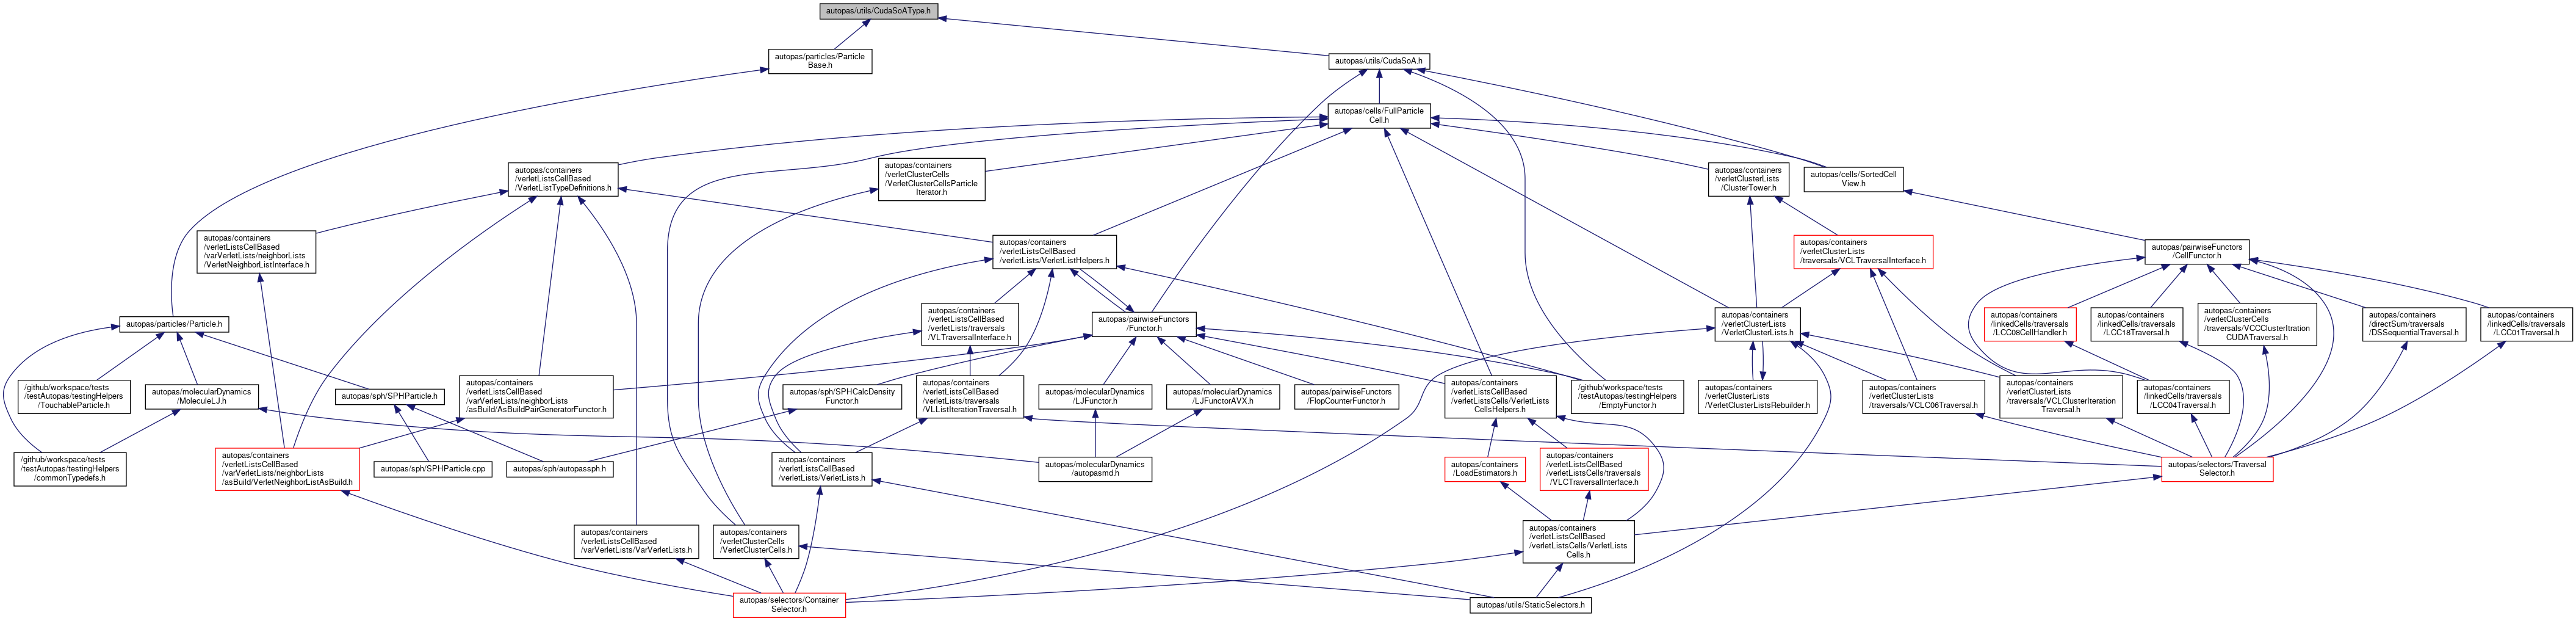 autopas/utils/CudaSoAType.h
autopas/particles/Particle
Base.h
autopas/utils/CudaSoA.h
autopas/cells/FullParticle
Cell.h
autopas/containers
/verletListsCellBased
/VerletListTypeDefinitions.h
autopas/containers
/verletClusterCells
/VerletClusterCellsParticle
Iterator.h
autopas/containers
/verletClusterLists
/ClusterTower.h
autopas/cells/SortedCell
View.h
autopas/containers
/verletListsCellBased
/varVerletLists/neighborLists
/VerletNeighborListInterface.h
autopas/containers
/verletListsCellBased
/verletLists/VerletListHelpers.h
autopas/containers
/verletClusterLists
/traversals/VCLTraversalInterface.h
autopas/pairwiseFunctors
/CellFunctor.h
autopas/particles/Particle.h
autopas/containers
/verletListsCellBased
/verletLists/traversals
/VLTraversalInterface.h
autopas/pairwiseFunctors
/Functor.h
autopas/containers
/verletClusterLists
/VerletClusterLists.h
autopas/containers
/linkedCells/traversals
/LCC08CellHandler.h
autopas/containers
/linkedCells/traversals
/LCC18Traversal.h
autopas/containers
/verletClusterCells
/traversals/VCCClusterItration
CUDATraversal.h
autopas/containers
/directSum/traversals
/DSSequentialTraversal.h
autopas/containers
/linkedCells/traversals
/LCC01Traversal.h
/github/workspace/tests
/testAutopas/testingHelpers
/TouchableParticle.h
autopas/molecularDynamics
/MoleculeLJ.h
autopas/sph/SPHParticle.h
autopas/containers
/verletListsCellBased
/varVerletLists/neighborLists
/asBuild/AsBuildPairGeneratorFunctor.h
autopas/sph/SPHCalcDensity
Functor.h
autopas/containers
/verletListsCellBased
/verletLists/traversals
/VLListIterationTraversal.h
autopas/molecularDynamics
/LJFunctor.h
autopas/molecularDynamics
/LJFunctorAVX.h
autopas/pairwiseFunctors
/FlopCounterFunctor.h
autopas/containers
/verletListsCellBased
/verletListsCells/VerletLists
CellsHelpers.h
/github/workspace/tests
/testAutopas/testingHelpers
/EmptyFunctor.h
autopas/containers
/verletClusterLists
/VerletClusterListsRebuilder.h
autopas/containers
/verletClusterLists
/traversals/VCLC06Traversal.h
autopas/containers
/verletClusterLists
/traversals/VCLClusterIteration
Traversal.h
autopas/containers
/linkedCells/traversals
/LCC04Traversal.h
/github/workspace/tests
/testAutopas/testingHelpers
/commonTypedefs.h
autopas/containers
/verletListsCellBased
/varVerletLists/neighborLists
/asBuild/VerletNeighborListAsBuild.h
autopas/sph/SPHParticle.cpp
autopas/sph/autopassph.h
autopas/containers
/verletListsCellBased
/verletLists/VerletLists.h
autopas/molecularDynamics
/autopasmd.h
autopas/containers
/LoadEstimators.h
autopas/containers
/verletListsCellBased
/verletListsCells/traversals
/VLCTraversalInterface.h
autopas/selectors/Traversal
Selector.h
autopas/containers
/verletListsCellBased
/varVerletLists/VarVerletLists.h
autopas/containers
/verletClusterCells
/VerletClusterCells.h
autopas/containers
/verletListsCellBased
/verletListsCells/VerletLists
Cells.h
autopas/selectors/Container
Selector.h
autopas/utils/StaticSelectors.h